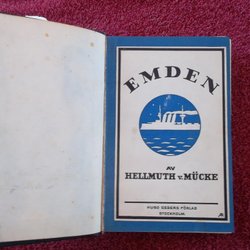 EMDEN
AV
HELLMUTH v. MÜCKE
HUGO GEBERS FÖRLAG
STOCKHOLM